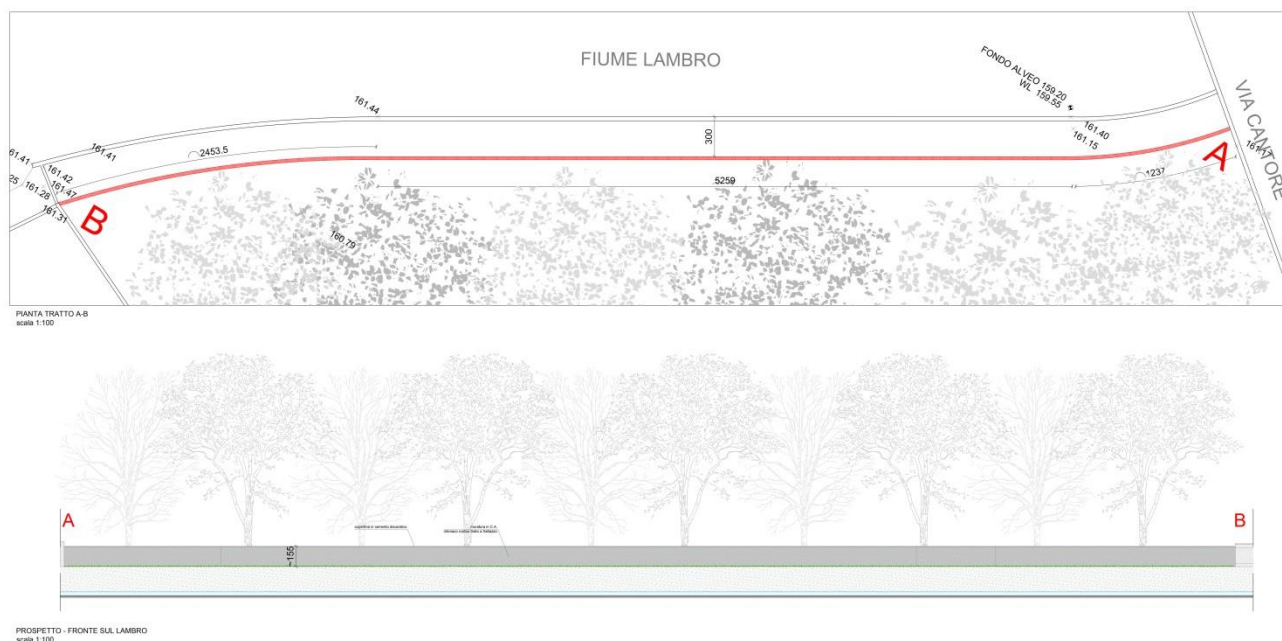 FIUME LAMBRO
FONDO ALVEO 159.20
WL 159.55
VIA CANTORE
161.44
161.40
161.15
300
161.41
161.41
2453.5
161.42
161.47
25
161.28
161.31
B
A
5259
1237
160.79
PIANTA TRATTO A-B
scala 1:100
A
B
~155
PROSPETTO - FRONTE SUL LAMBRO
scala 1:100